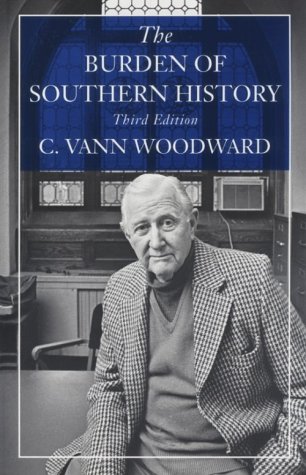 The
BURDEN OF
SOUTHERN HISTORY
Third Edition
C. VANN WOODWARD